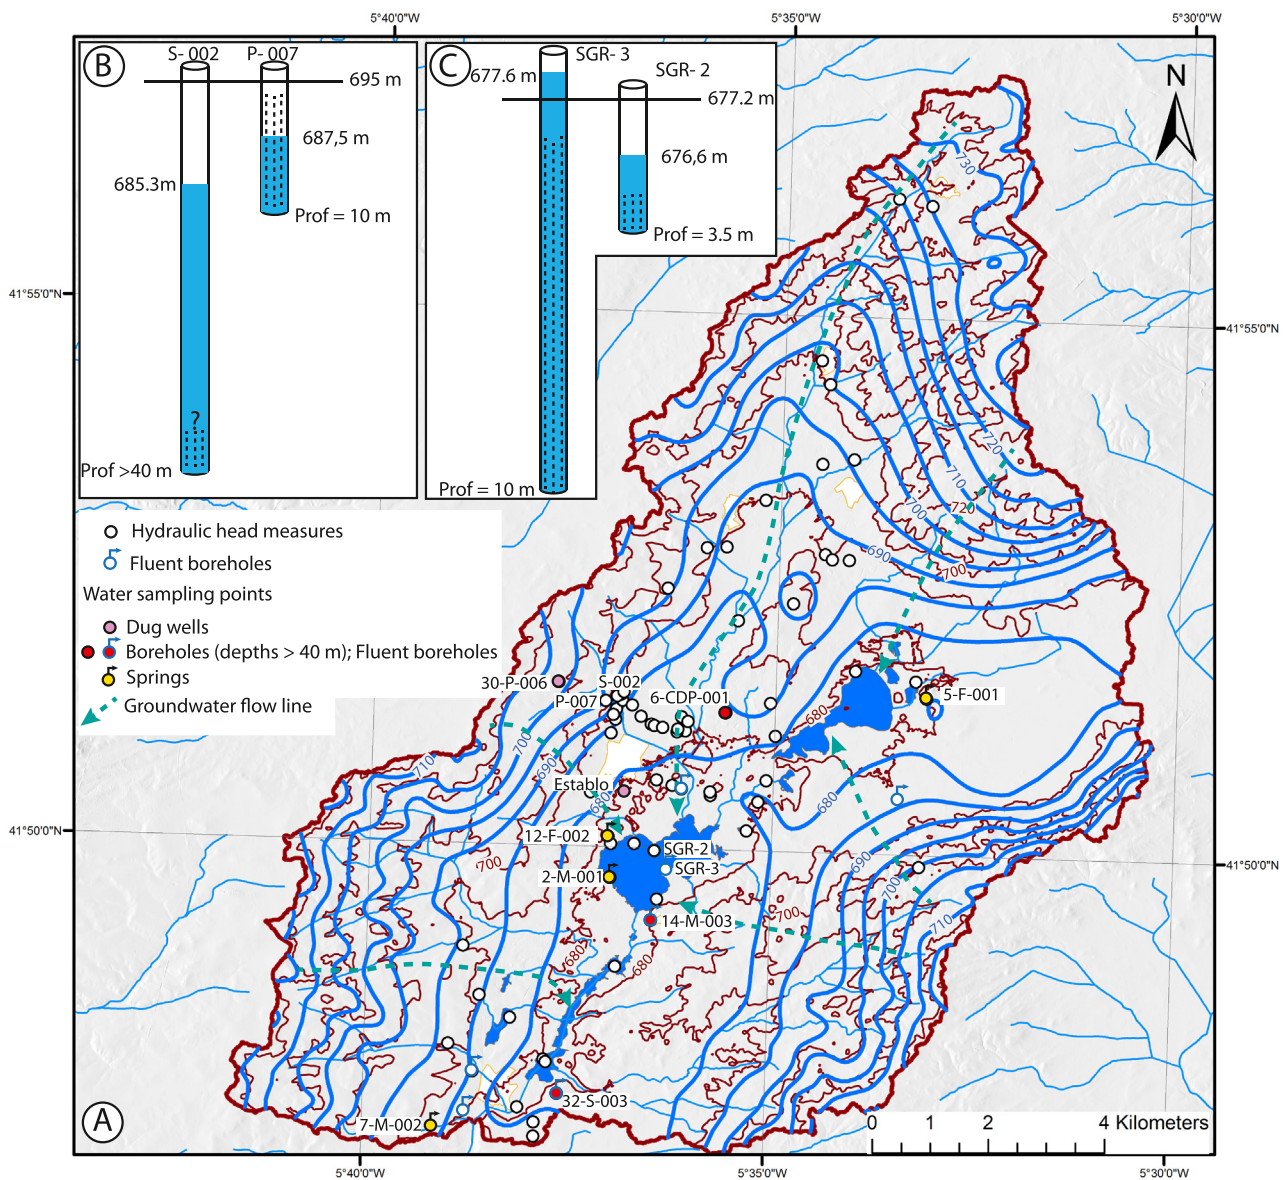 5°40'0"W
5°35'0"W
5°30'0"W
B
S-002
P-007
695 m
687,5 m
685.3m
Prof = 10 m
?
Prof >40 m
C
SGR-3
677.6 m
SGR-2
677.2 m
676,6 m
Prof = 3.5 m
Prof = 10 m
N
41°55'0"N
41°55'0"N
730
720
710
720
700
690
700
Hydraulic head measures
Fluent boreholes
Water sampling points
Dug wells
Boreholes (depths > 40 m); Fluent boreholes
Springs
Groundwater flow line
30-P-006
S-002
P-007
6-CDP-001
5-F-001
680
710
700
690
Establo
680
680
41°50'0"N
41°50'0"N
12-F-002
SGR-2
SGR-3
2-M-001
700
690
700
710
14-M-003
700
680
680
32-S-003
7-M-002
A
0 1 2 4 Kilometers
5°40'0"W
5°35'0"W
5°30'0"W